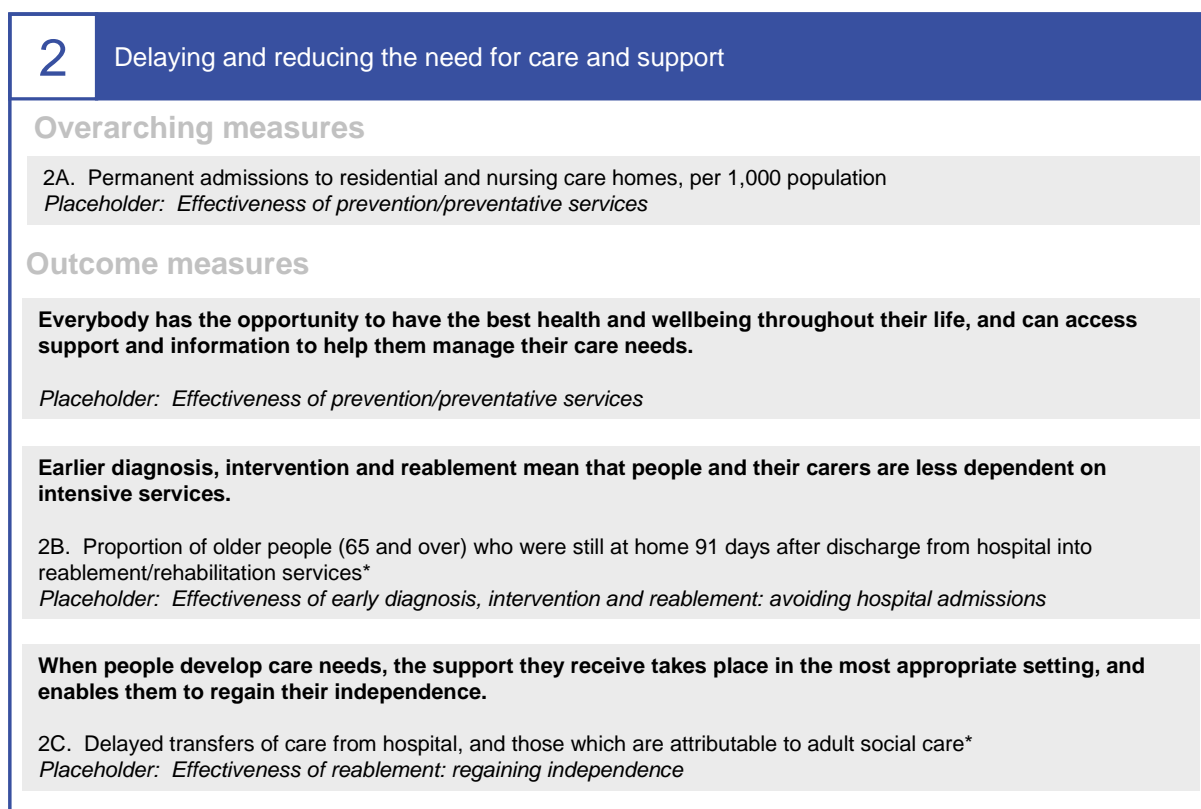 2
Delaying and reducing the need for care and support
Overarching measures
2A. Permanent admissions to residential and nursing care homes, per 1,000 population
Placeholder: Effectiveness of prevention/preventative services
Outcome measures
Everybody has the opportunity to have the best health and wellbeing throughout their life, and can access
support and information to help them manage their care needs.
Placeholder: Effectiveness of prevention/preventative services
Earlier diagnosis, intervention and reablement mean that people and their carers are less dependent on
intensive services.
2B. Proportion of older people (65 and over) who were still at home 91 days after discharge from hospital into
reablement/rehabilitation services*
Placeholder: Effectiveness of early diagnosis, intervention and reablement: avoiding hospital admissions
When people develop care needs, the support they receive takes place in the most appropriate setting, and
enables them to regain their independence.
2C. Delayed transfers of care from hospital, and those which are attributable to adult social care*
Placeholder: Effectiveness of reablement: regaining independence